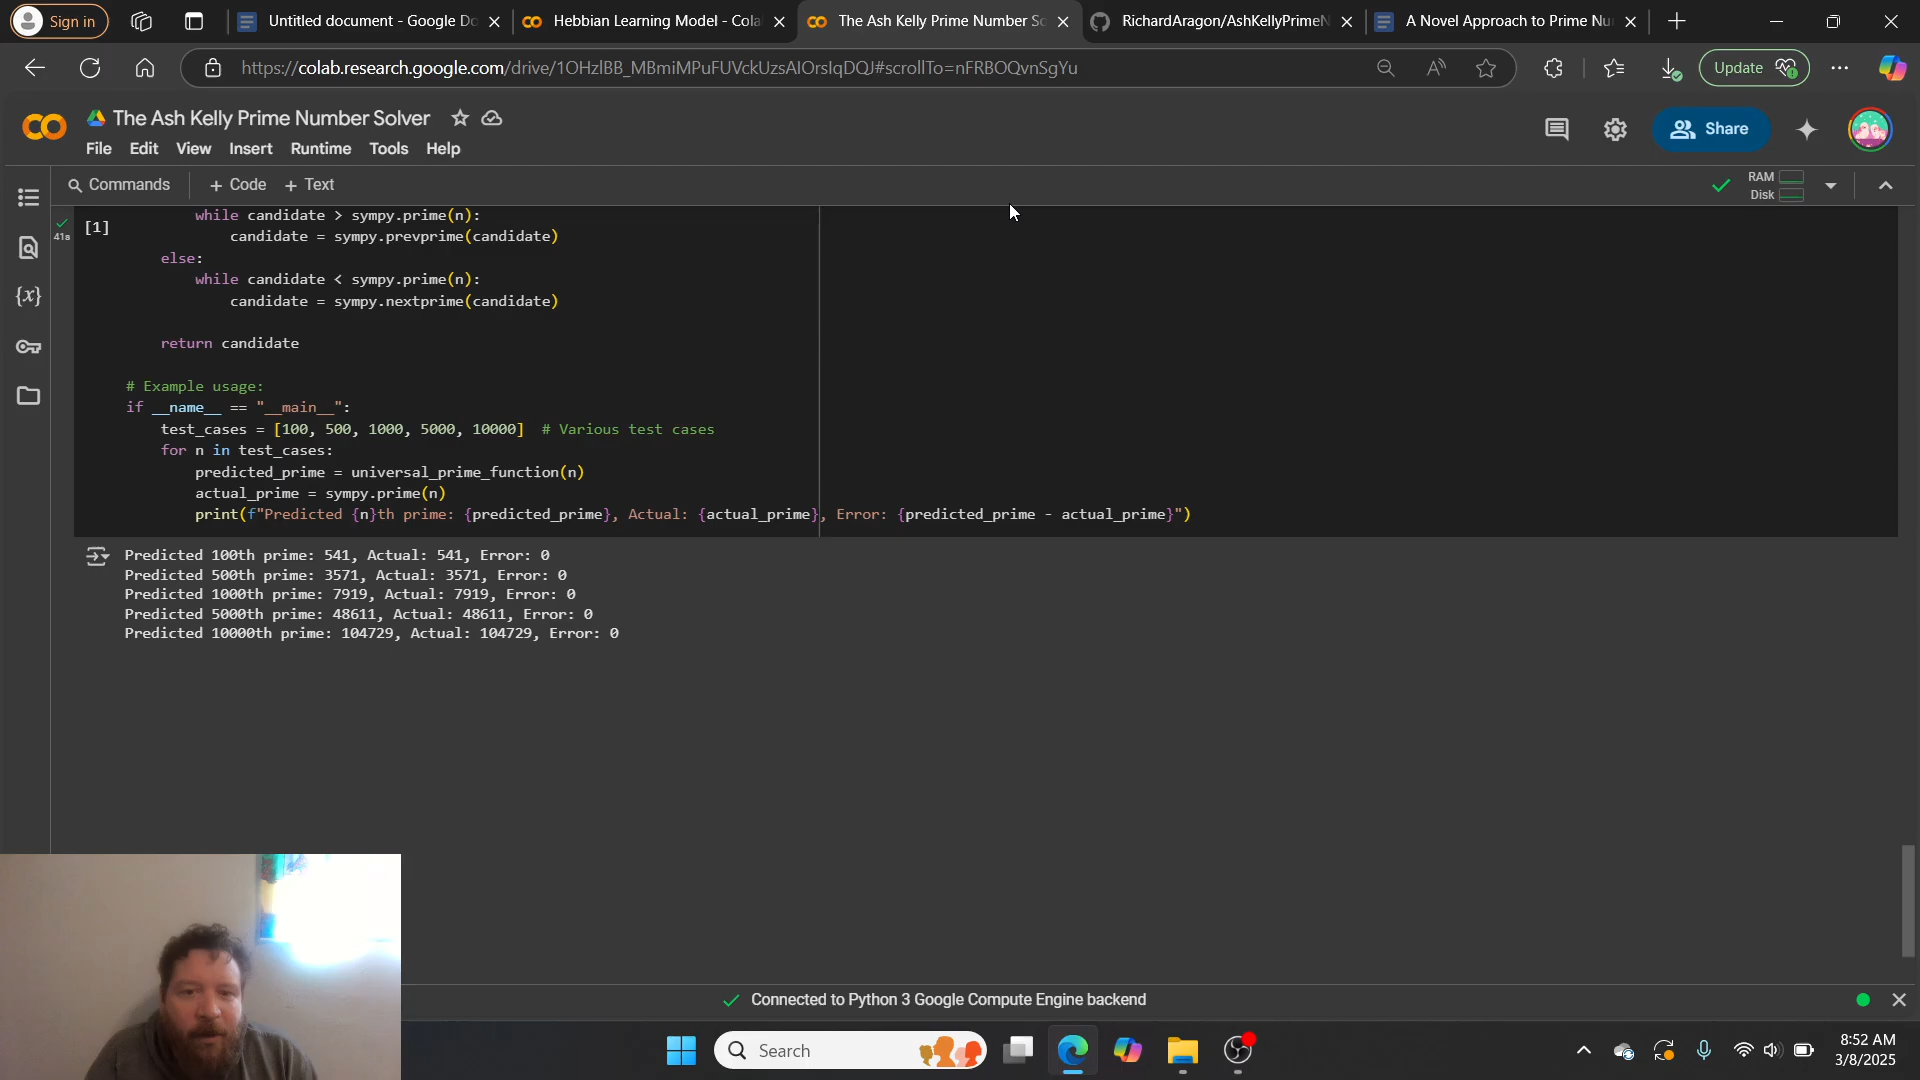 Sign in
Untitled document - Google Do
Hebbian Learning Model - Cola
The Ash Kelly Prime Number So
RichardAragon/AshKellyPrimeN
A Novel Approach to Prime Nu
https://colab.research.google.com/drive/1OHzlBB_MBmiMPuFUVckUzsAIOrsIqDQJ#scrollTo=nFRBOQvnSgYu
Update
The Ash Kelly Prime Number Solver
File Edit View Insert Runtime Tools Help
Share
Commands + Code + Text
RAM
Disk
[1]
41s
while candidate > sympy.prime(n):
candidate = sympy.prevprime(candidate)
else:
while candidate < sympy.prime(n):
candidate = sympy.nextprime(candidate)
return candidate
# Example usage:
if __name__ == "__main__":
test_cases = [100, 500, 1000, 5000, 10000] # Various test cases
for n in test_cases:
predicted_prime = universal_prime_function(n)
actual_prime = sympy.prime(n)
print(f"Predicted {n}th prime: {predicted_prime}, Actual: {actual_prime}, Error: {predicted_prime - actual_prime}")
Predicted 100th prime: 541, Actual: 541, Error: 0
Predicted 500th prime: 3571, Actual: 3571, Error: 0
Predicted 1000th prime: 7919, Actual: 7919, Error: 0
Predicted 5000th prime: 48611, Actual: 48611, Error: 0
Predicted 10000th prime: 104729, Actual: 104729, Error: 0
Connected to Python 3 Google Compute Engine backend
Search
8:52 AM
3/8/2025